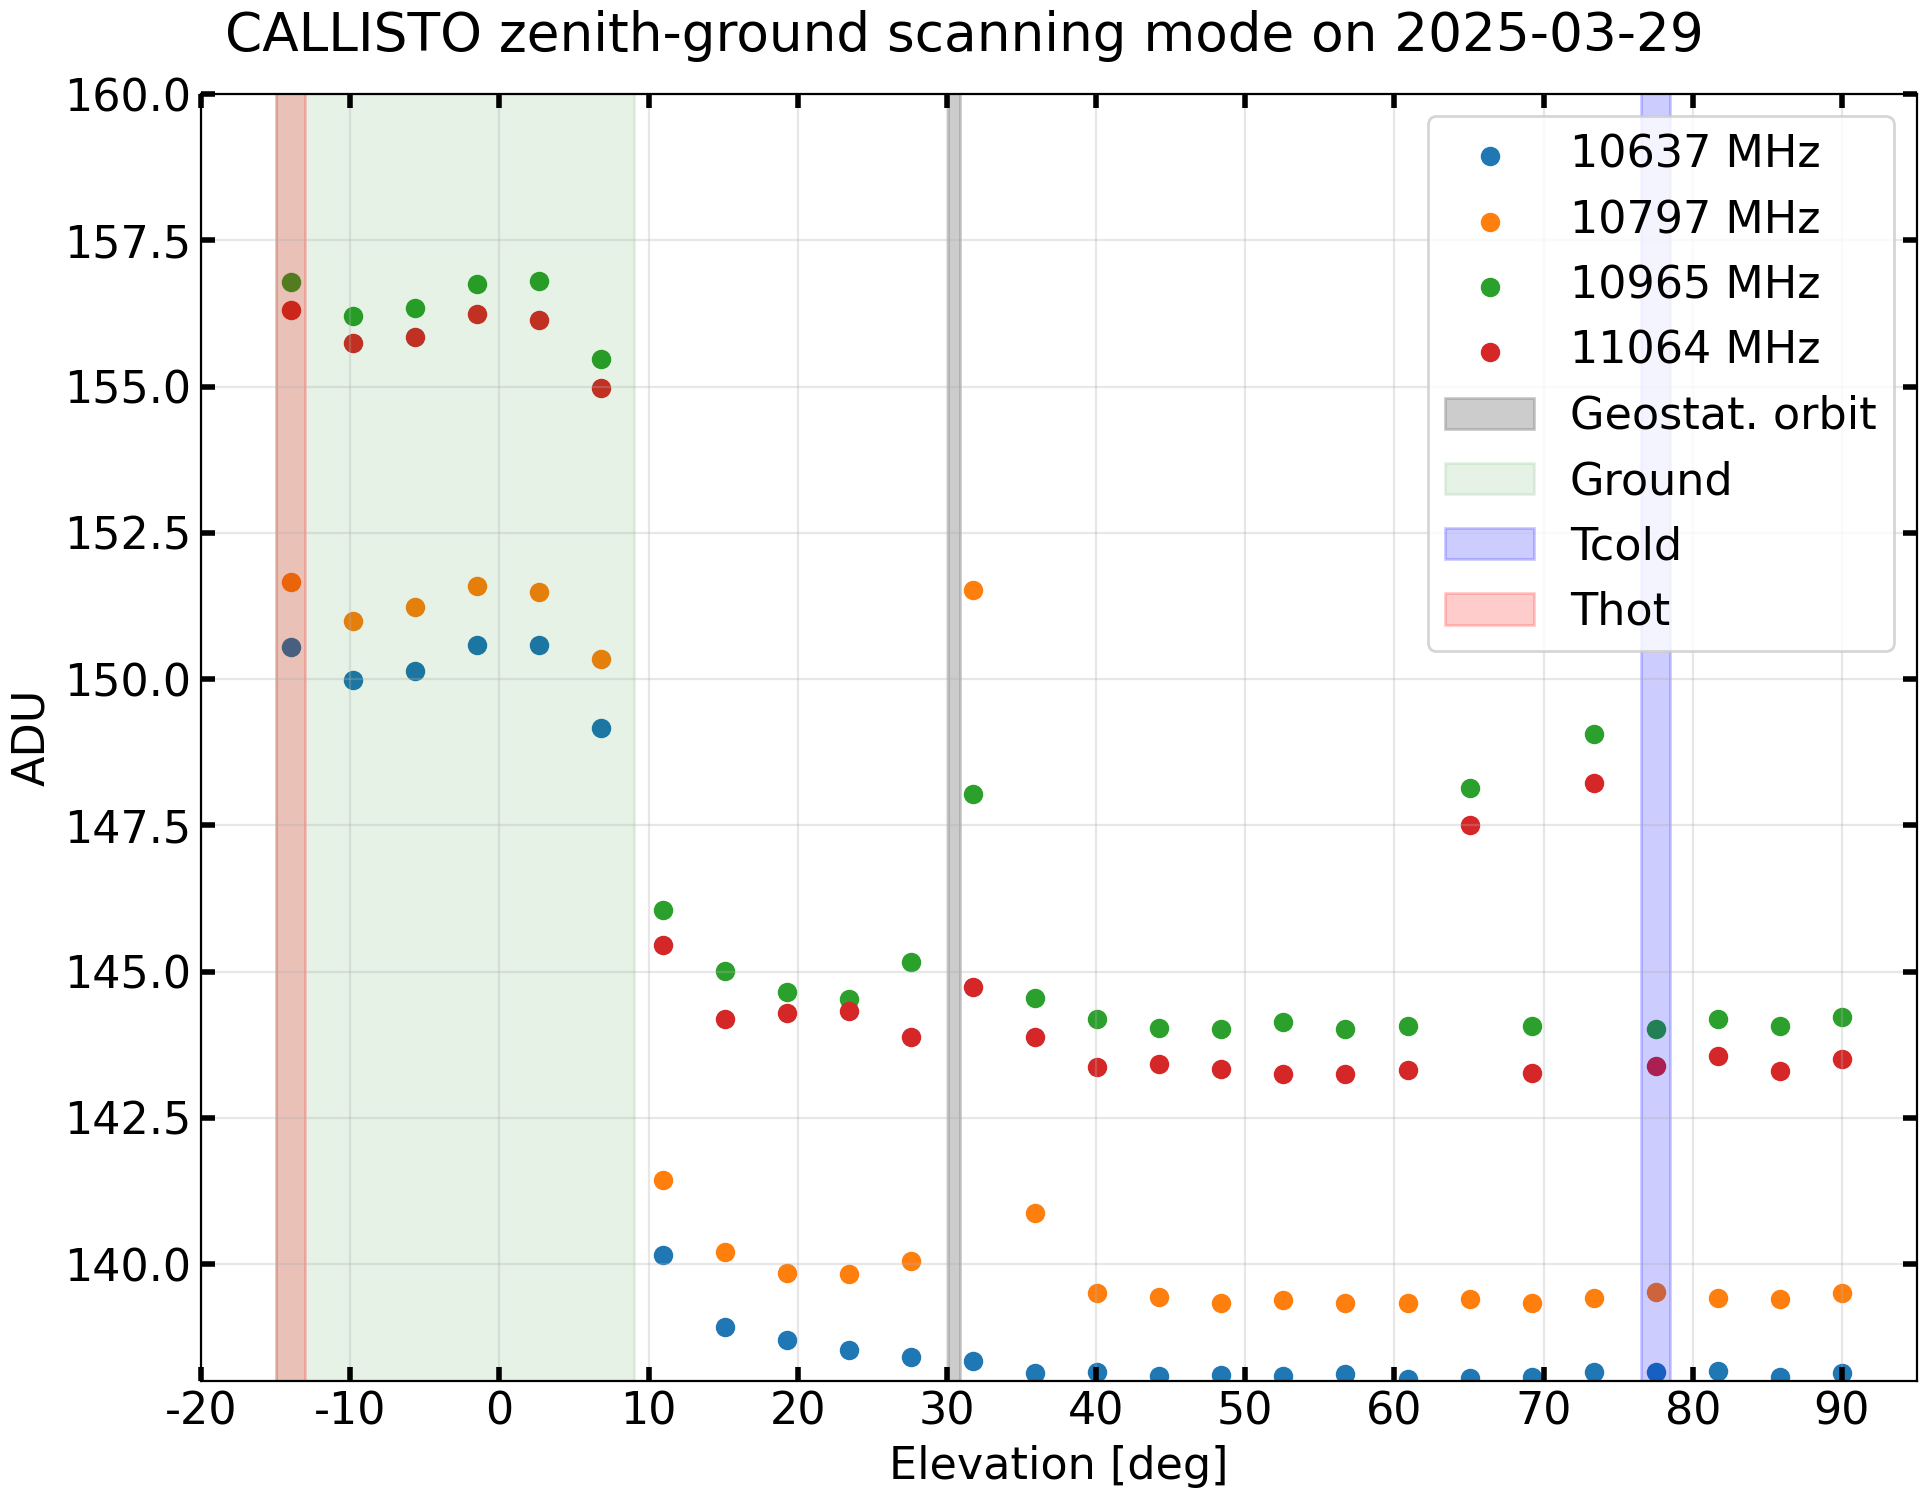 CALLISTO zenith-ground scanning mode on 2025-03-29
160.0
157.5
155.0
152.5
150.0
147.5
145.0
142.5
140.0
ADU
10637 MHz
10797 MHz
10965 MHz
11064 MHz
Geostat. orbit
Ground
Tcold
Thot
-20 -10 0 10 20 30 40 50 60 70 80 90
Elevation [deg]